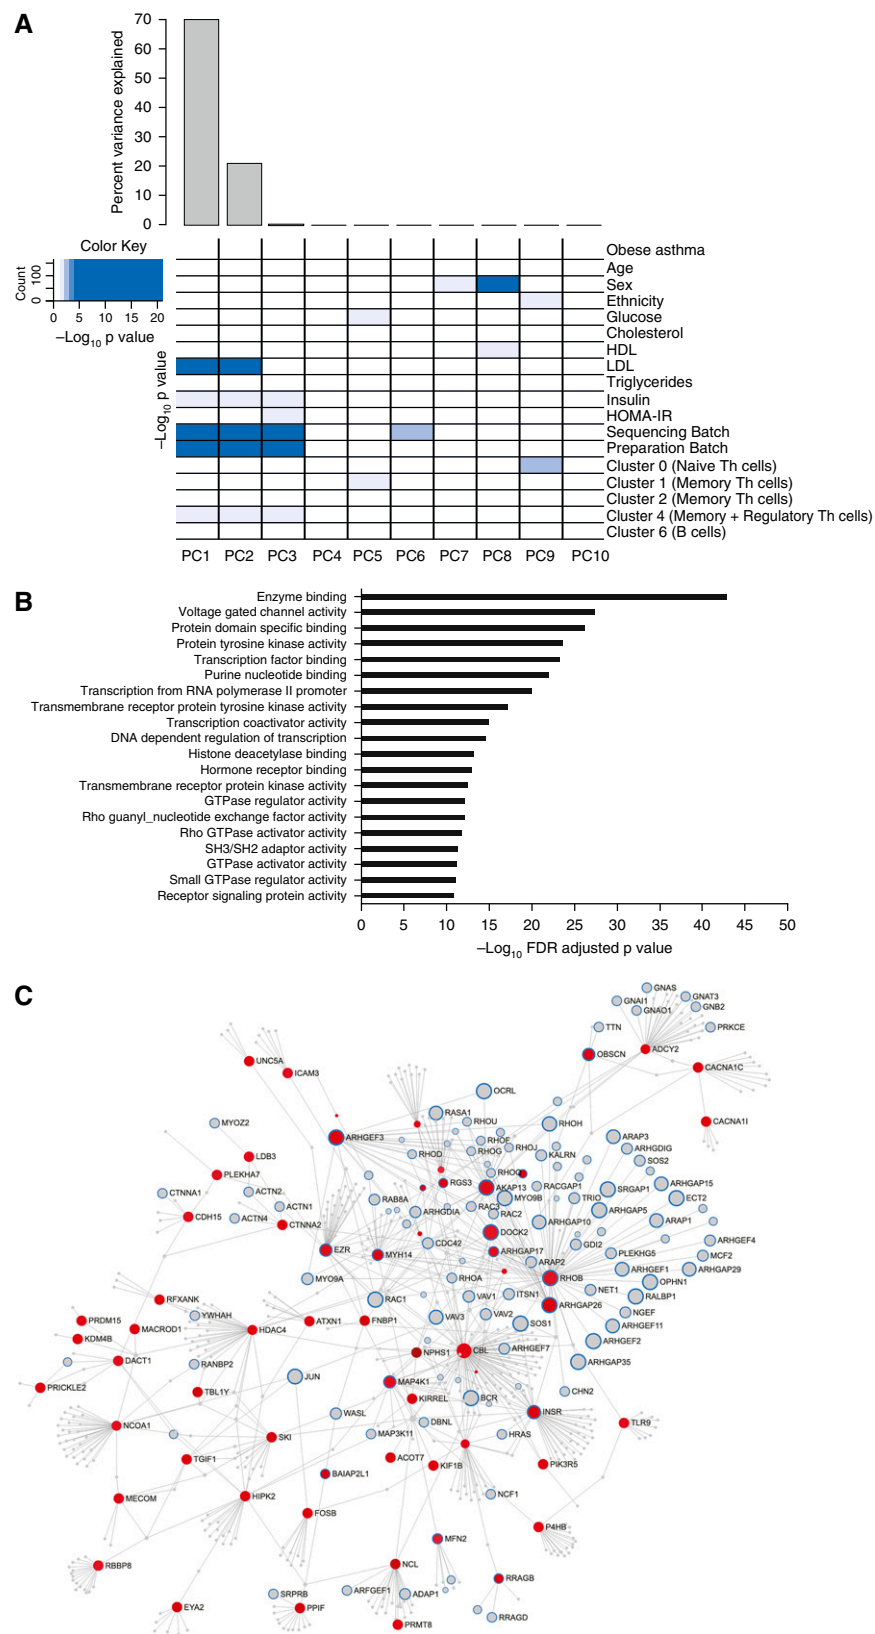 A
Percent variance explained
70
60
50
40
30
20
10
0
Color Key
Count
0 100
0 5 10 15 20
–Log10 p value
–Log10 p value
Obese asthma
Age
Sex
Ethnicity
Glucose
Cholesterol
HDL
LDL
Triglycerides
Insulin
HOMA-IR
Sequencing Batch
Preparation Batch
Cluster 0 (Naive Th cells)
Cluster 1 (Memory Th cells)
Cluster 2 (Memory Th cells)
Cluster 4 (Memory + Regulatory Th cells)
Cluster 6 (B cells)
PC1 PC2 PC3 PC4 PC5 PC6 PC7 PC8 PC9 PC10
B
Enzyme binding
Voltage gated channel activity
Protein domain specific binding
Protein tyrosine kinase activity
Transcription factor binding
Purine nucleotide binding
Transcription from RNA polymerase II promoter
Transmembrane receptor protein tyrosine kinase activity
Transcription coactivator activity
DNA dependent regulation of transcription
Histone deacetylase binding
Hormone receptor binding
Transmembrane receptor protein kinase activity
GTPase regulator activity
Rho guanyl_nucleotide exchange factor activity
Rho GTPase activator activity
SH3/SH2 adaptor activity
GTPase activator activity
Small GTPase regulator activity
Receptor signaling protein activity
0 5 10 15 20 25 30 35 40 45 50
–Log10 FDR adjusted p value
C
GNAS
GNAI1
GNAT3
GNAO1
GNB2
TTN
PRKCE
OBSCN
ADCY2
CACNA1C
CACNA1I
UNC5A
ICAM3
OCRL
RASA1
RHOU
RHOH
MYOZ2
ARHGEF3
RHOF
RHOD
RHOG
RHOJ
KALRN
ARAP3
ARHGDIG
SOS2
LDB3
PLEKHA7
RHOQ
CTNNA1
ACTN2
RGS3
AKAP13
RACGAP1
SRGAP1
ARHGAP15
RAB8A
MYO9B
TRIO
ECT2
ACTN1
RAC3
ARHGAP5
ARHGDIA
RAC2
CDH15
ACTN4
CTNNA2
ARHGAP10
ARAP1
DOCK2
ARHGEF4
CDC42
GDI2
EZR
MYH14
ARHGAP17
PLEKHG5
MCF2
ARAP2
ARHGEF1
ARHGAP29
MYO9A
RHOA
RHOB
OPHN1
NET1
RFXANK
RAC1
VAV1
ITSN1
RALBP1
ARHGAP26
NGEF
YWHAH
PRDM15
ATXN1
FNBP1
VAV3
VAV2
SOS1
ARHGEF11
MACROD1
HDAC4
KDM4B
ARHGEF2
NPHS1
CBL
ARHGEF7
DACT1
RANBP2
ARHGAP35
JUN
MAP4K1
PRICKLE2
TBL1Y
KIRREL
BCR
CHN2
WASL
INSR
NCOA1
DBNL
TLR9
SKI
MAP3K11
HRAS
TGIF1
ACOT7
KIF1B
PIK3R5
BAIAP2L1
MECOM
HIPK2
NCF1
FOSB
P4HB
MFN2
RBBP8
NCL
RRAGB
SRPRB
ARFGEF1
ADAP1
EYA2
PPIF
RRAGD
PRMT8